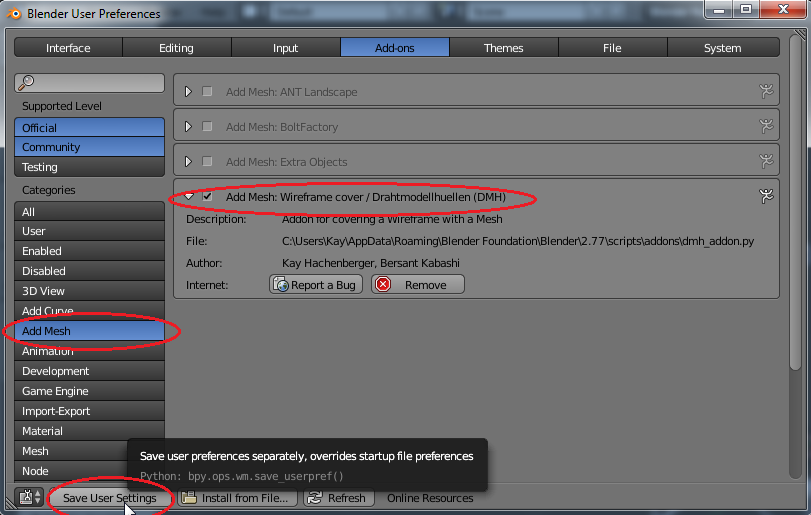 Blender User Preferences
Interface Editing Input Add-ons Themes File System
Supported Level
Official
Community
Testing
Categories
All
User
Enabled
Disabled
3D View
Add Curve
Add Mesh
Animation
Development
Game Engine
Import-Export
Material
Mesh
Node
Add Mesh: ANT Landscape
Add Mesh: BoltFactory
Add Mesh: Extra Objects
Add Mesh: Wireframe cover / Drahtmodellhuellen (DMH)
Description: Addon for covering a Wireframe with a Mesh
File: C:\Users\Kay\AppData\Roaming\Blender Foundation\Blender\2.77\scripts\addons\dmh_addon.py
Author: Kay Hachenberger, Bersant Kabashi
Internet: Report a Bug Remove
Save user preferences separately, overrides startup file preferences
Python: bpy.ops.wm.save_userpref()
Save User Settings Install from File... Refresh Online Resources